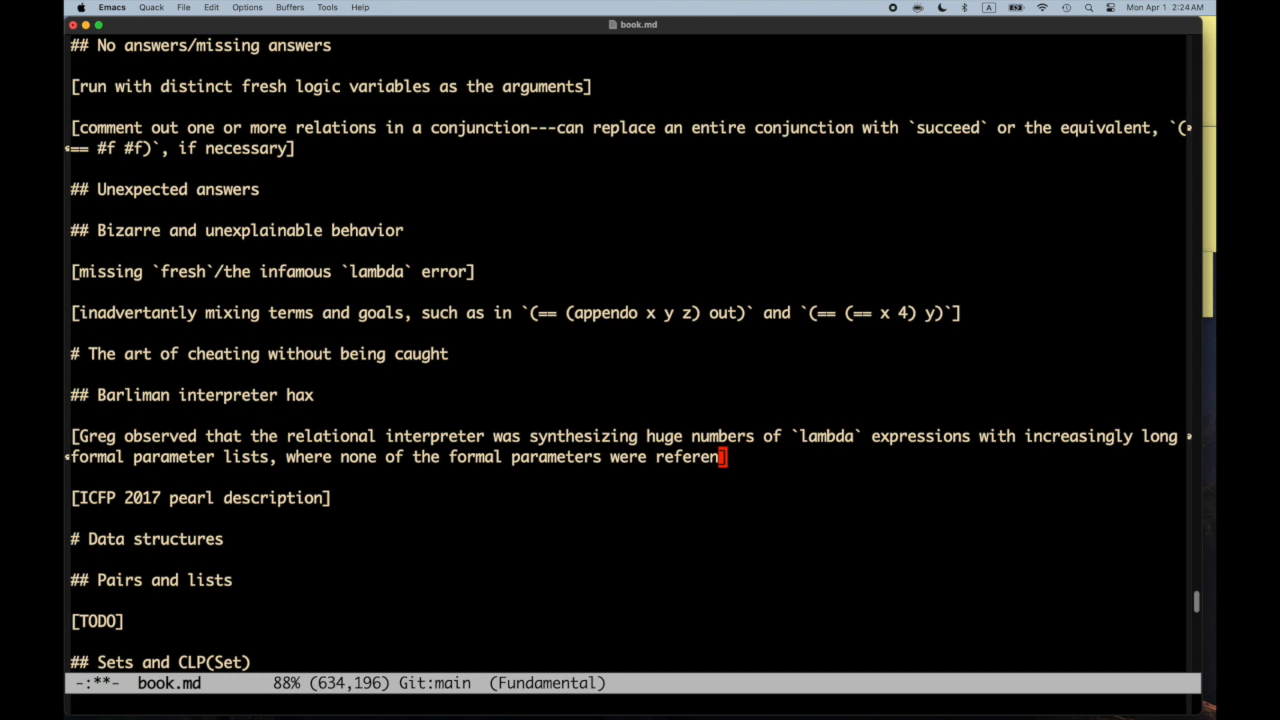 Emacs Quack File Edit Options Buffers Tools Help A Mon Apr 1 2:24 AM
book.md
## No answers/missing answers
[run with distinct fresh logic variables as the arguments]
[comment out one or more relations in a conjunction---can replace an entire conjunction with `succeed` or the equivalent, `(
== #f #f)`, if necessary]
## Unexpected answers
## Bizarre and unexplainable behavior
[missing `fresh`/the infamous `lambda` error]
[inadvertantly mixing terms and goals, such as in `(== (appendo x y z) out)` and `(== (== x 4) y)`]
# The art of cheating without being caught
## Barliman interpreter hax
[Greg observed that the relational interpreter was synthesizing huge numbers of `lambda` expressions with increasingly long
formal parameter lists, where none of the formal parameters were referen]
[ICFP 2017 pearl description]
# Data structures
## Pairs and lists
[TODO]
## Sets and CLP(Set)
-:**- book.md 88% (634,196) Git:main (Fundamental)